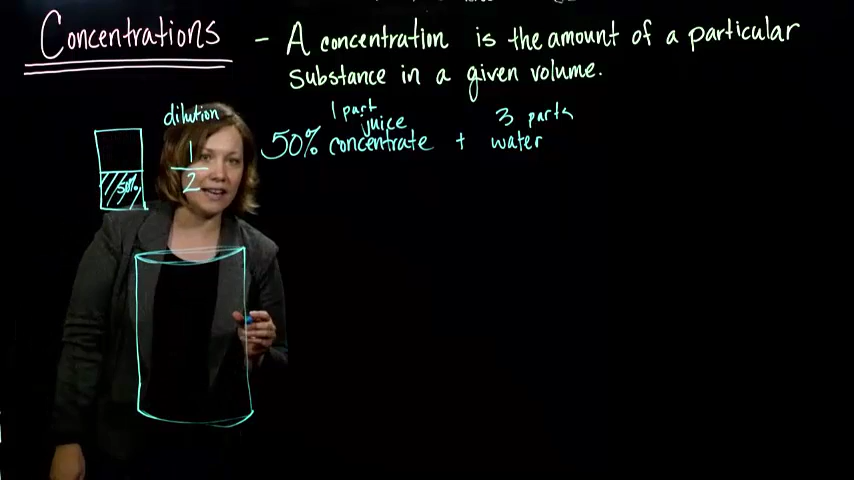 Concentrations - A concentration is the amount of a particular
substance in a given volume.
dilution
1
2
50%
1 part 3 parts
juice
50% concentrate + water